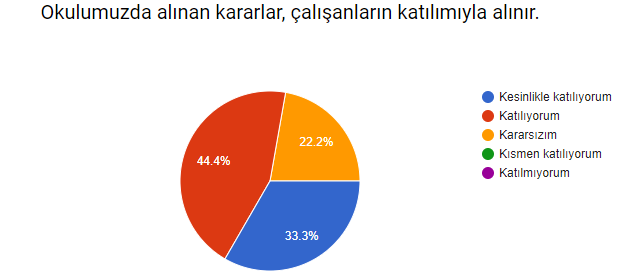 Okulumuzda alınan kararlar, çalışanların katılımıyla alınır.
Kesinlikle katılıyorum
Katılıyorum
Kararsızım
Kısmen katılıyorum
Katılmıyorum
22.2%
44.4%
33.3%